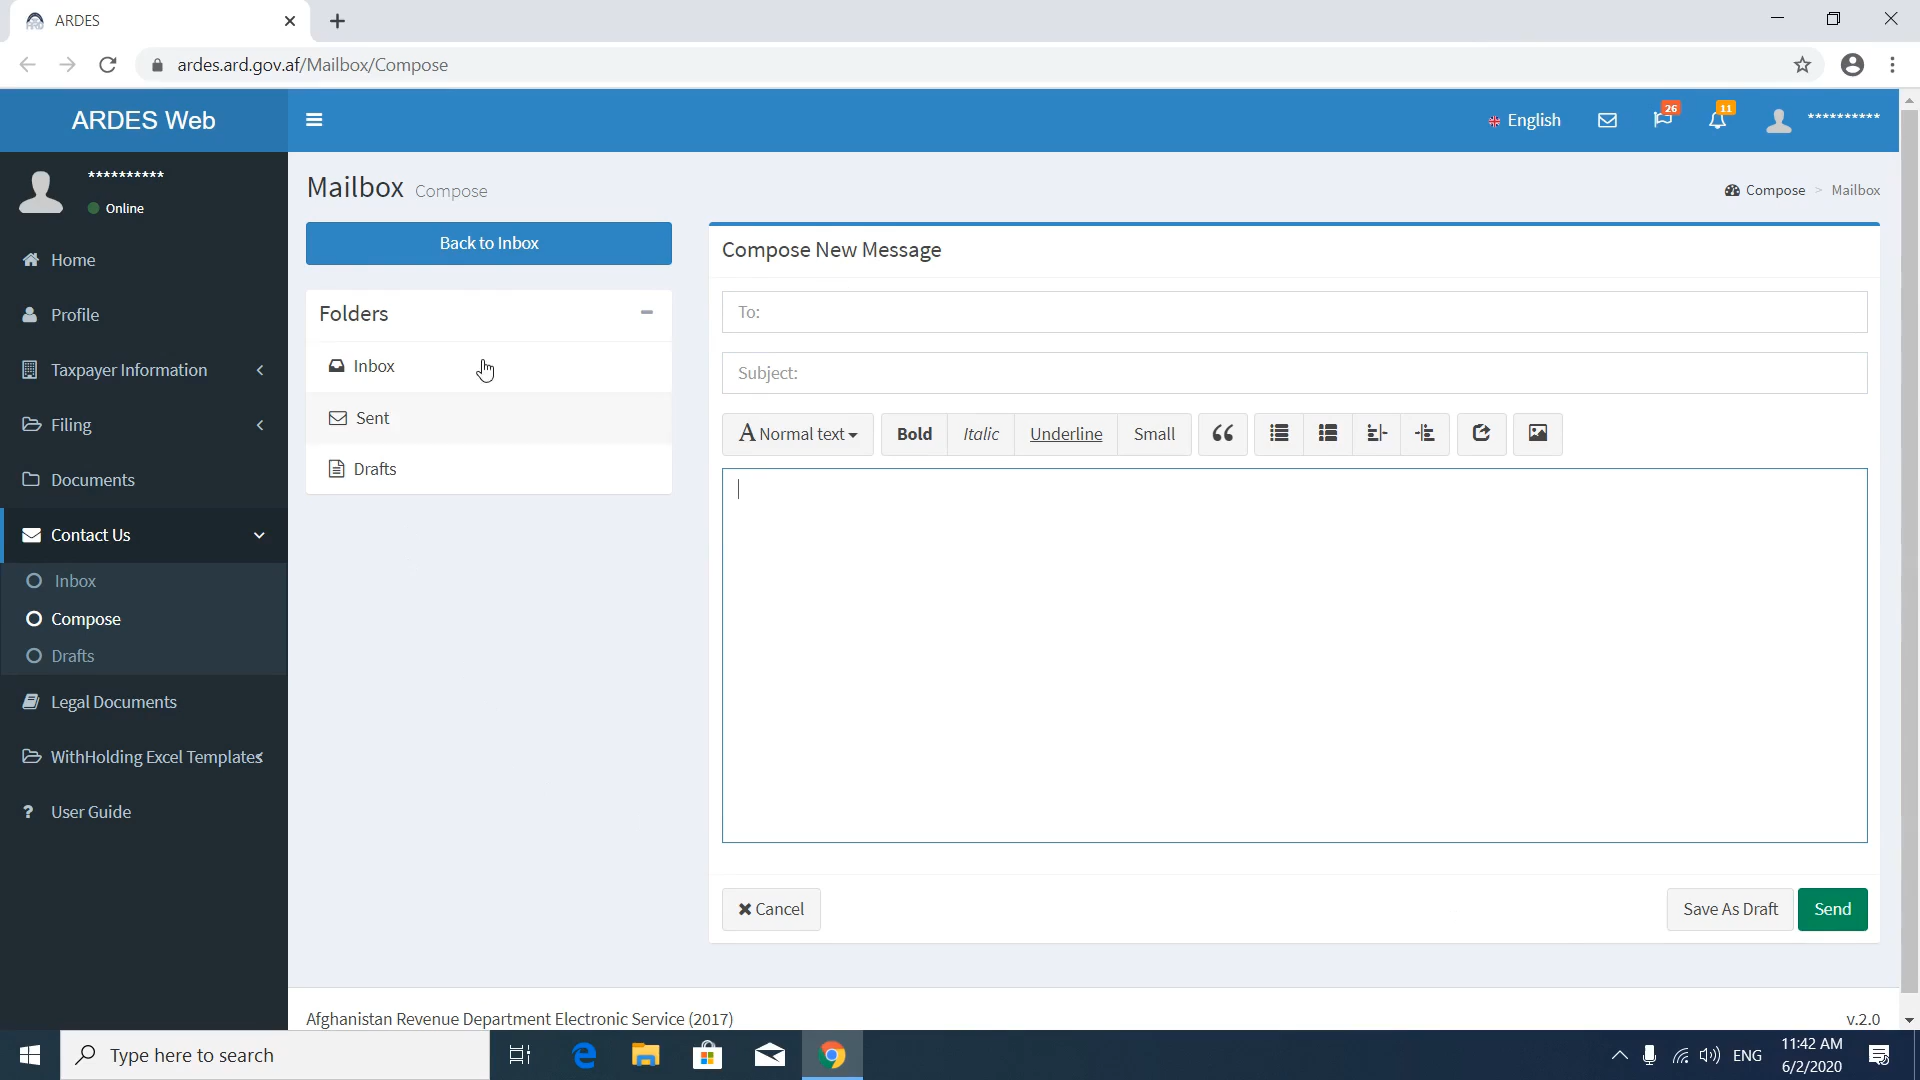 ARDES
ardes.ard.gov.af/Mailbox/Compose
ARDES Web
English
26
11
**********
**********
Online
Home
Profile
Taxpayer Information
Filing
Documents
Contact Us
Inbox
Compose
Drafts
Legal Documents
WithHolding Excel Templates
User Guide
Mailbox Compose
Compose > Mailbox
Back to Inbox
Folders
Inbox
Sent
Drafts
Compose New Message
To:
Subject:
A Normal text
Bold
Italic
Underline
Small
Cancel
Save As Draft
Send
Afghanistan Revenue Department Electronic Service (2017)
v.2.0
Type here to search
ENG
11:42 AM
6/2/2020